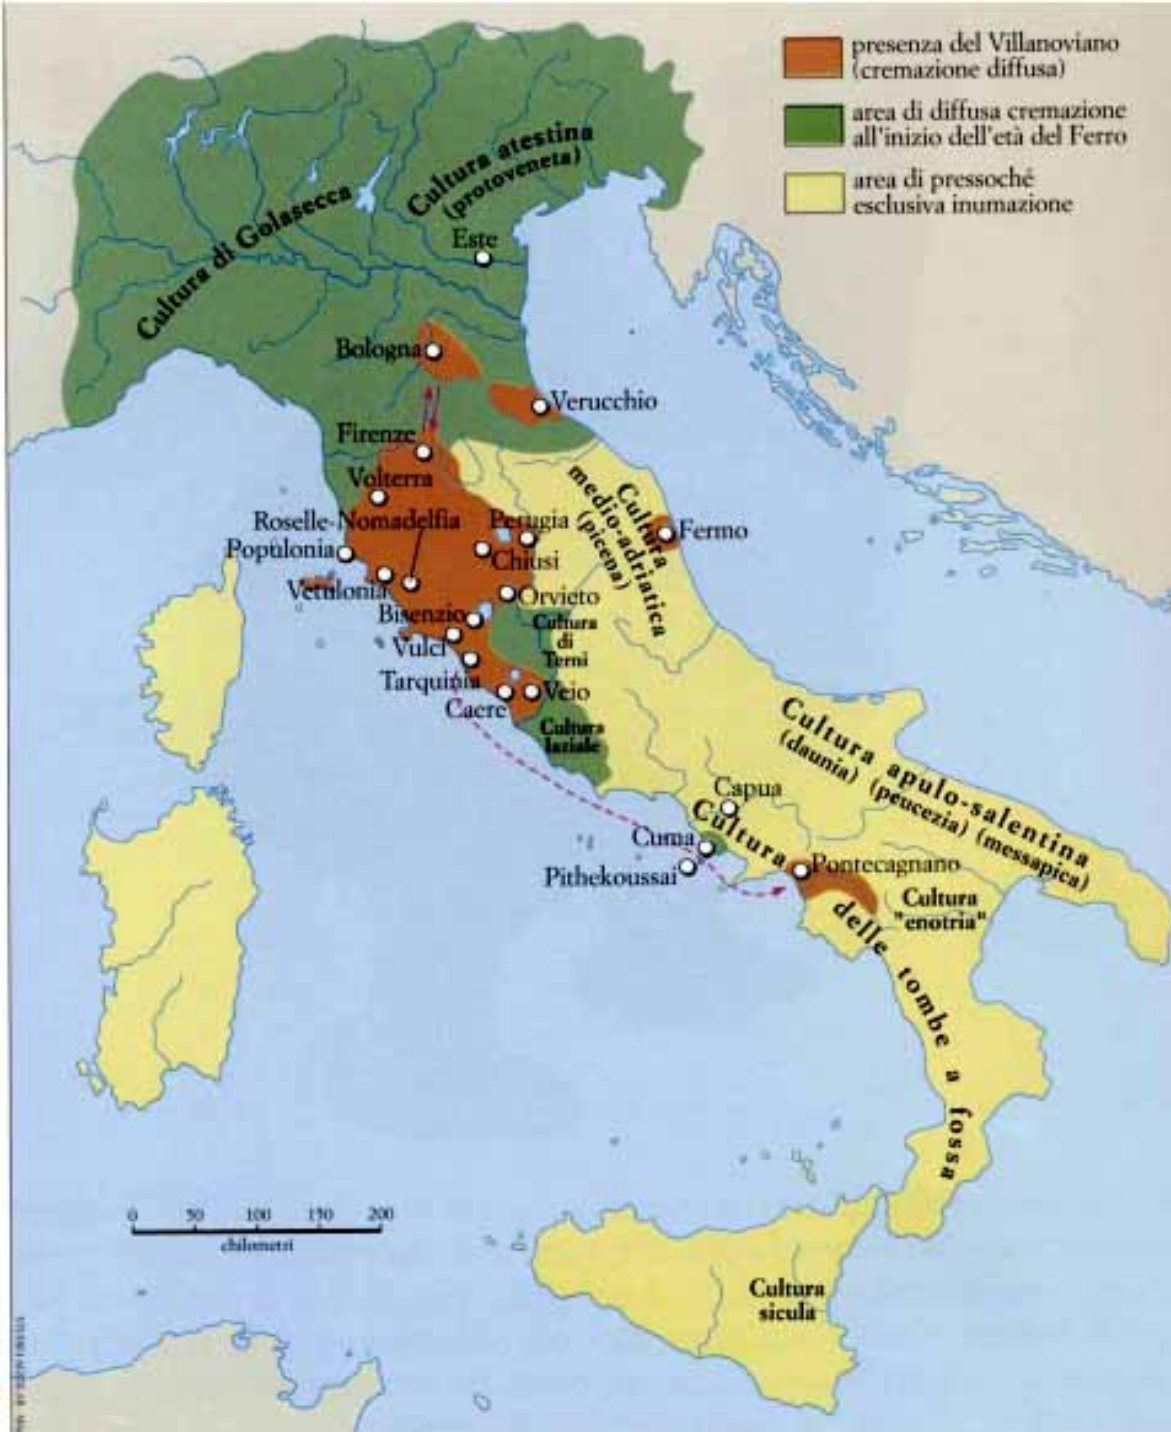 presenza del Villanoviano
(cremazione diffusa)
area di diffusa cremazione
all'inizio dell'età del Ferro
area di pressoché
esclusiva inumazione
Cultura di Golasecca
Cultura atestina
(protoveneta)
Este
Bologna
Verucchio
Firenze
Volterra
Roselle-Nomadelfia
Populonia
Vetulonia
Perugia
Chiusi
Orvieto
Bisenzio
Vulci
Tarquinia
Caere
Veio
Cultura
di
Terni
Cultura
laziale
Cultura
medio-adriatica
(picena)
Fermo
Cultura apulo-salentina
(daunia) (peucezia) (messapica)
Capua
Cuma
Pithekoussai
Pontecagnano
Cultura
"enotria"
Cultura delle tombe a fossa
Cultura
sicula
0 50 100 150 200
chilometri